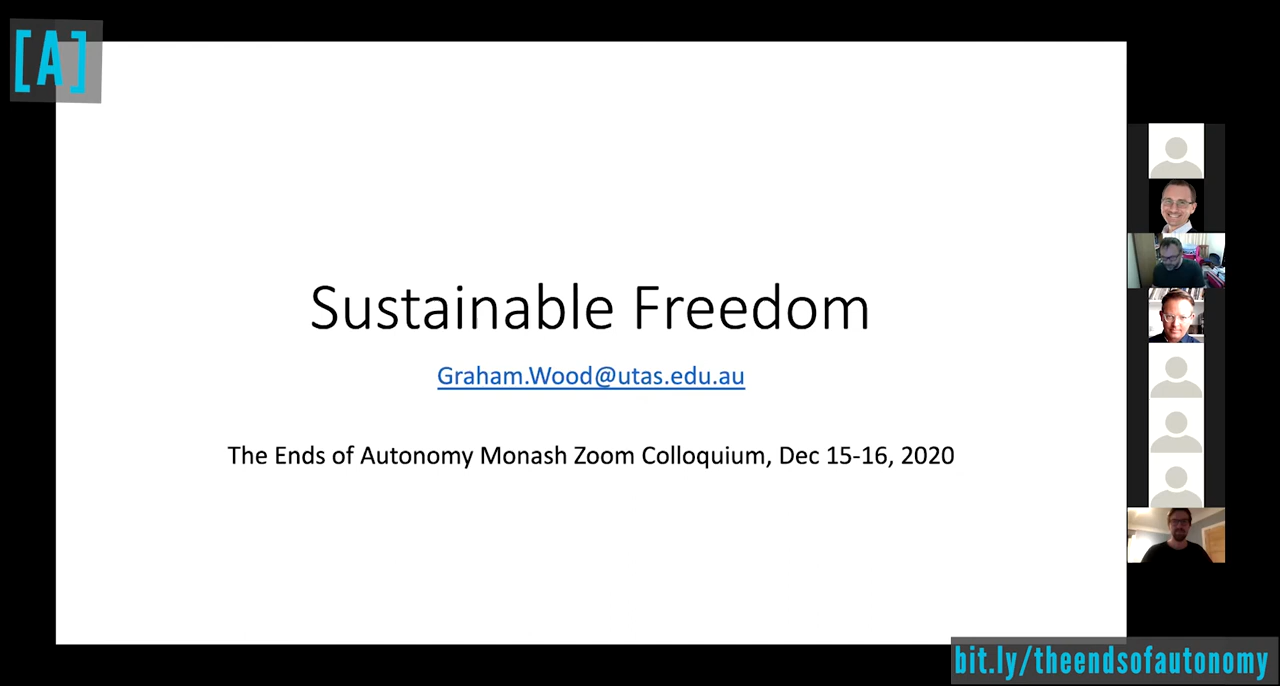 [A]
Sustainable Freedom
Graham.Wood@utas.edu.au
The Ends of Autonomy Monash Zoom Colloquium, Dec 15-16, 2020
bit.ly/theendsofautonomy